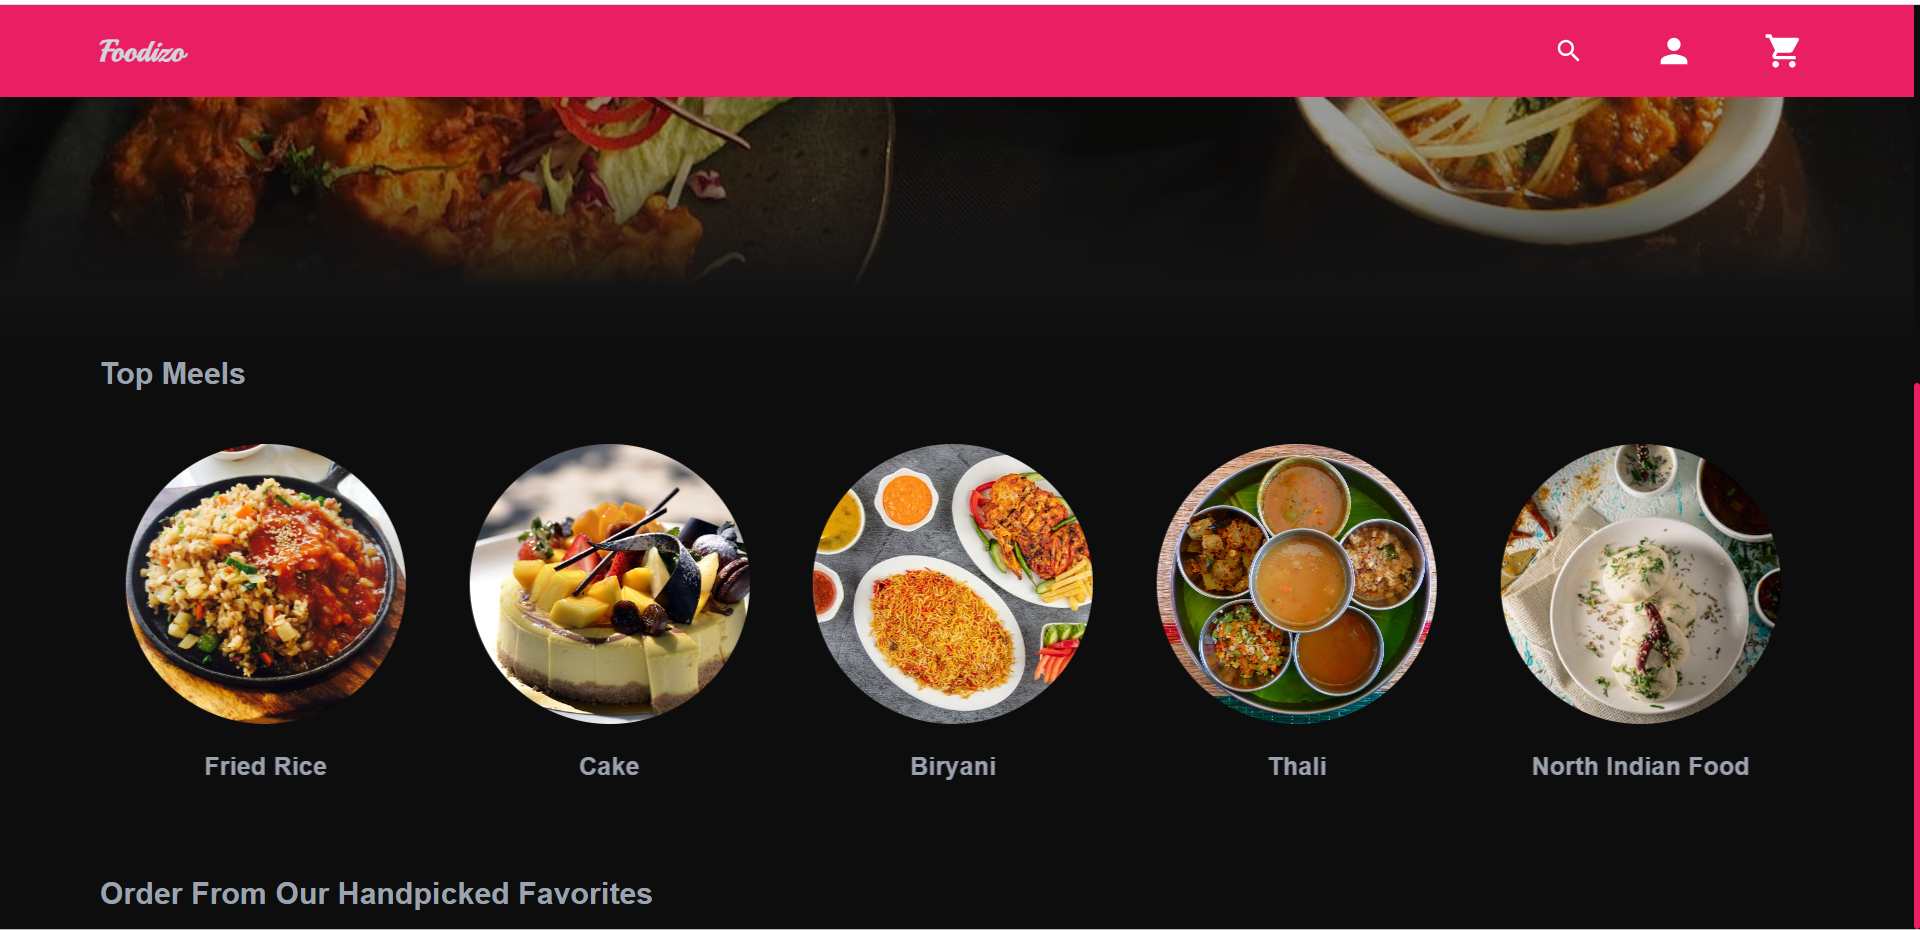 Foodizo
Top Meels
Fried Rice
Cake
Biryani
Thali
North Indian Food
Order From Our Handpicked Favorites